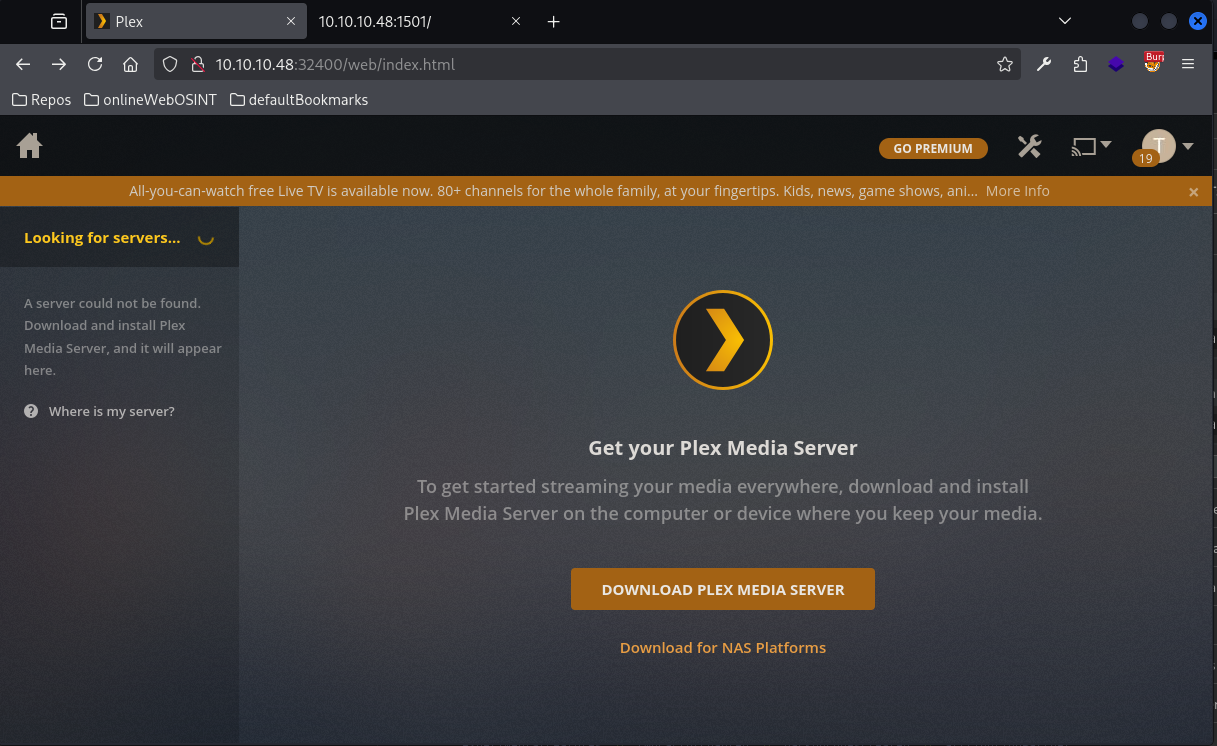 Plex
10.10.10.48:1501/
10.10.10.48:32400/web/index.html
Burp
Repos
onlineWebOSINT
defaultBookmarks
GO PREMIUM
T
19
All-you-can-watch free Live TV is available now. 80+ channels for the whole family, at your fingertips. Kids, news, game shows, ani... More Info
Looking for servers...
A server could not be found.
Download and install Plex
Media Server, and it will appear
here.
Where is my server?
Get your Plex Media Server
To get started streaming your media everywhere, download and install
Plex Media Server on the computer or device where you keep your media.
DOWNLOAD PLEX MEDIA SERVER
Download for NAS Platforms